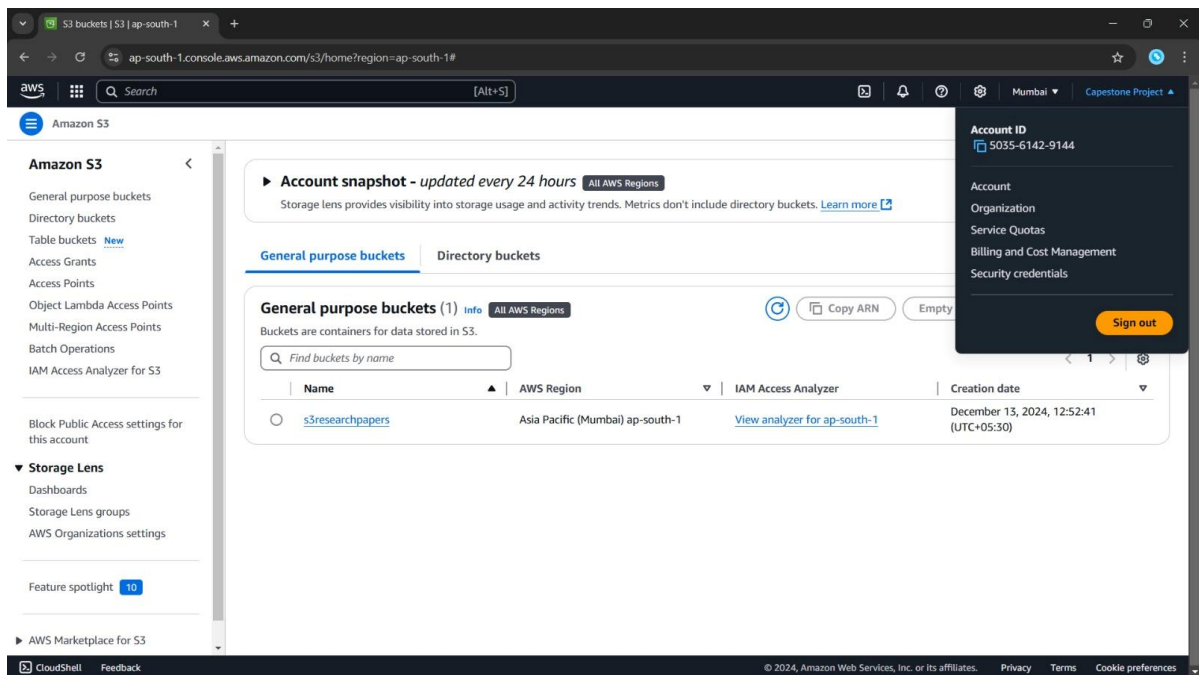 S3 buckets | S3 | ap-south-1
ap-south-1.console.aws.amazon.com/s3/home?region=ap-south-1#
aws
Search [Alt+S]
Mumbai
Capestone Project
Amazon S3
Account ID
5035-6142-9144
Account
Organization
Service Quotas
Billing and Cost Management
Security credentials
Sign out
Amazon S3
General purpose buckets
Directory buckets
Table buckets New
Access Grants
Access Points
Object Lambda Access Points
Multi-Region Access Points
Batch Operations
IAM Access Analyzer for S3
Block Public Access settings for
this account
Storage Lens
Dashboards
Storage Lens groups
AWS Organizations settings
Feature spotlight 10
AWS Marketplace for S3
Account snapshot - updated every 24 hours All AWS Regions
Storage lens provides visibility into storage usage and activity trends. Metrics don't include directory buckets. Learn more
General purpose buckets Directory buckets
General purpose buckets (1) Info All AWS Regions
Copy ARN
Empty
Buckets are containers for data stored in S3.
Find buckets by name
1
Name AWS Region IAM Access Analyzer Creation date
s3researchpapers Asia Pacific (Mumbai) ap-south-1 View analyzer for ap-south-1 December 13, 2024, 12:52:41
(UTC+05:30)
CloudShell Feedback © 2024, Amazon Web Services, Inc. or its affiliates. Privacy Terms Cookie preferences